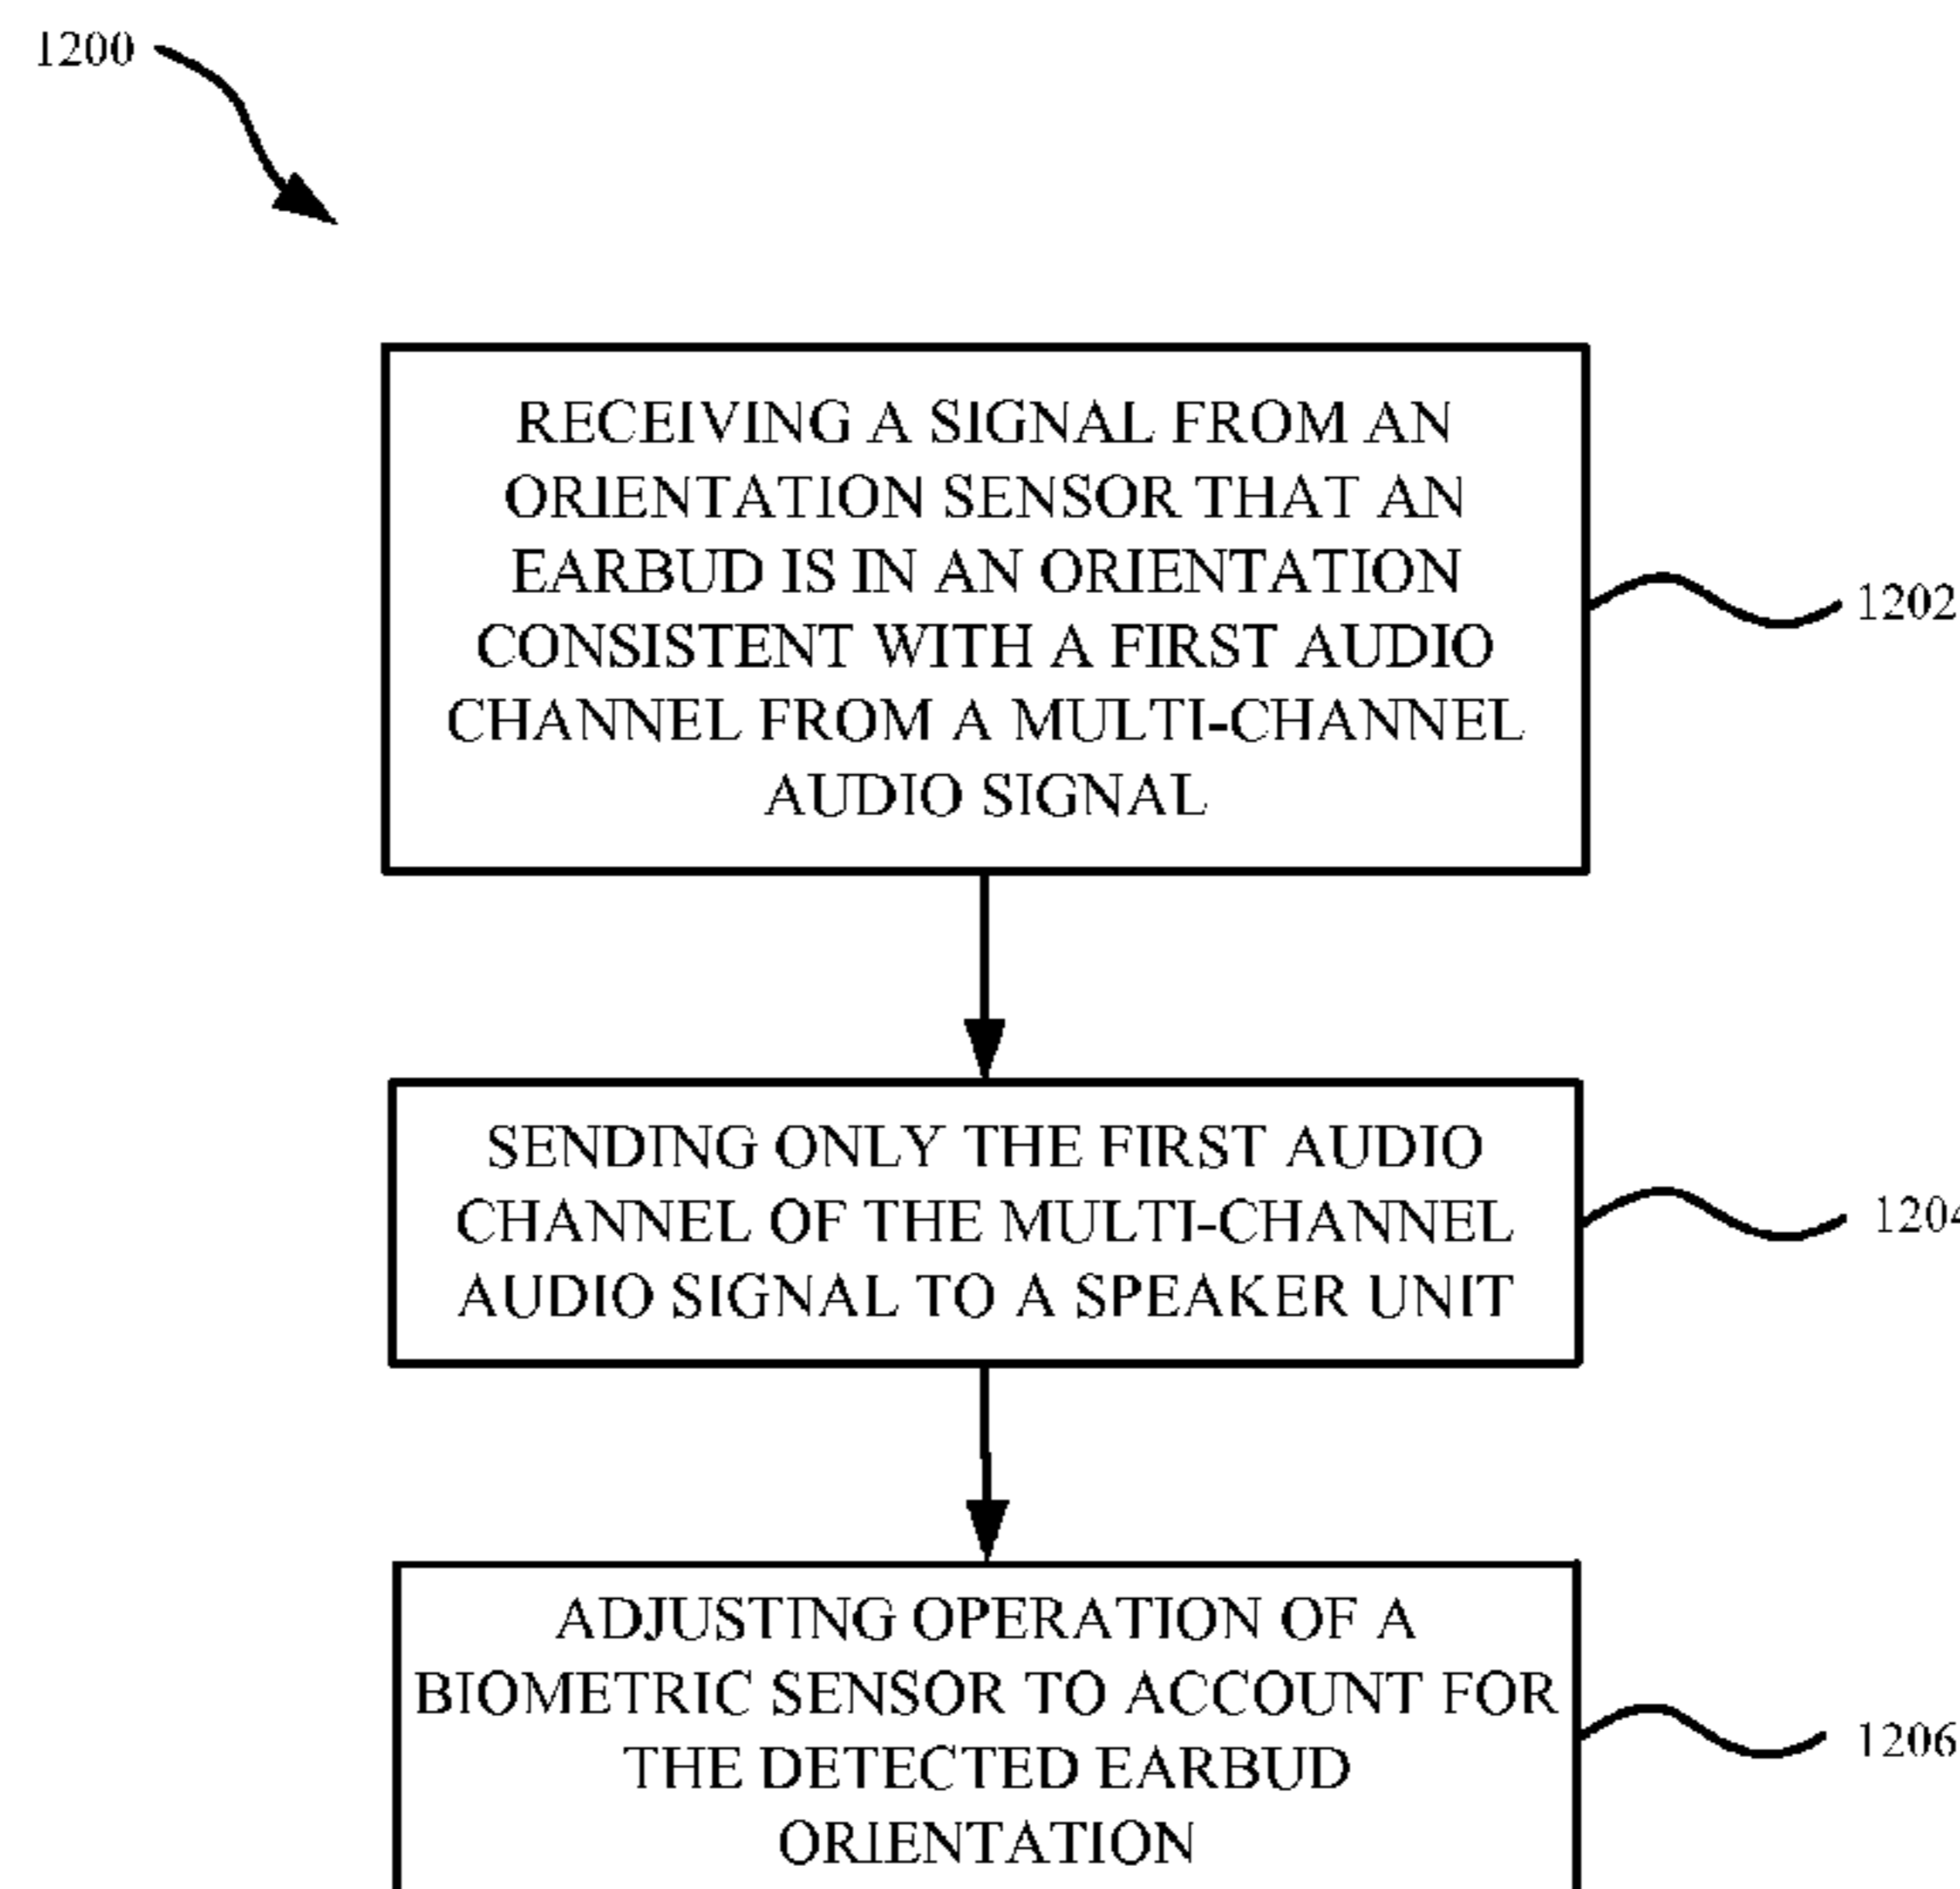 1200
RECEIVING A SIGNAL FROM AN
ORIENTATION SENSOR THAT AN
EARBUD IS IN AN ORIENTATION
CONSISTENT WITH A FIRST AUDIO
CHANNEL FROM A MULTI-CHANNEL
AUDIO SIGNAL
1202
SENDING ONLY THE FIRST AUDIO
CHANNEL OF THE MULTI-CHANNEL
AUDIO SIGNAL TO A SPEAKER UNIT
1204
ADJUSTING OPERATION OF A
BIOMETRIC SENSOR TO ACCOUNT FOR
THE DETECTED EARBUD
ORIENTATION
1206